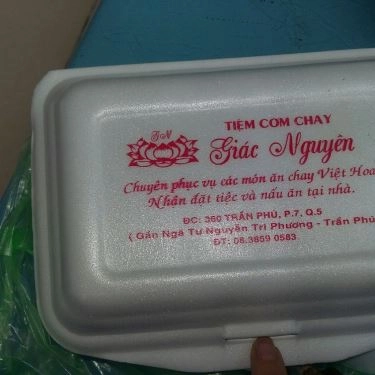 TIỆM CƠM CHAY
GN Giác Nguyên
Chuyên phục vụ các món ăn chay Việt Hoa
Nhận đặt tiệc và nấu ăn tại nhà.
ĐC: 360 TRẦN PHÚ, P.7, Q.5
( Gần Ngã Tư Nguyễn Tri Phương - Trần Phú
ĐT: 08.3859 0583